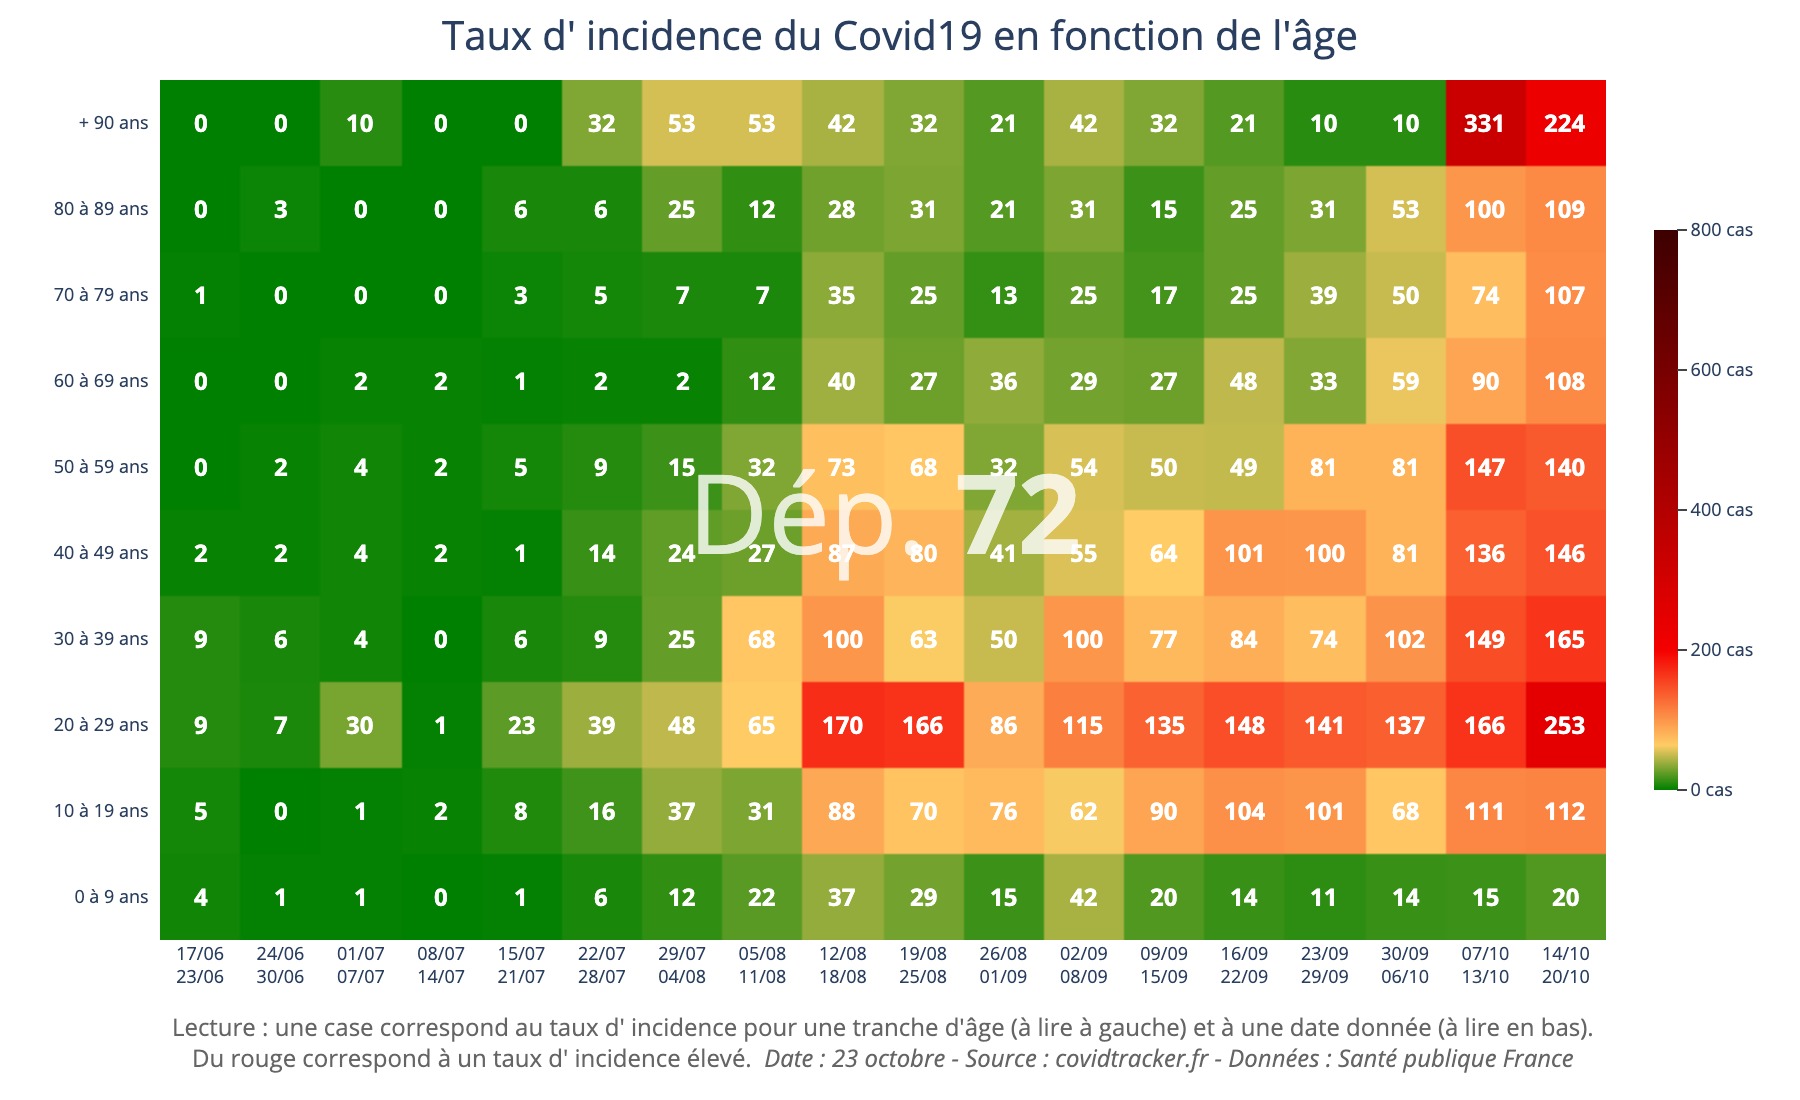 Taux d' incidence du Covid19 en fonction de l'âge
+ 90 ans 0 0 10 0 0 32 53 53 42 32 21 42 32 21 10 10 331 224
80 à 89 ans 0 3 0 0 6 6 25 12 28 31 21 31 15 25 31 53 100 109
70 à 79 ans 1 0 0 0 3 5 7 7 35 25 13 25 17 25 39 50 74 107
60 à 69 ans 0 0 2 2 1 2 2 12 40 27 36 29 27 48 33 59 90 108
50 à 59 ans 0 2 4 2 5 9 15 32 73 68 32 54 50 49 81 81 147 140
Dép. 72
40 à 49 ans 2 2 4 2 1 14 24 27 87 80 41 55 64 101 100 81 136 146
30 à 39 ans 9 6 4 0 6 9 25 68 100 63 50 100 77 84 74 102 149 165
20 à 29 ans 9 7 30 1 23 39 48 65 170 166 86 115 135 148 141 137 166 253
10 à 19 ans 5 0 1 2 8 16 37 31 88 70 76 62 90 104 101 68 111 112
0 à 9 ans 4 1 1 0 1 6 12 22 37 29 15 42 20 14 11 14 15 20
17/06 24/06 01/07 08/07 15/07 22/07 29/07 05/08 12/08 19/08 26/08 02/09 09/09 16/09 23/09 30/09 07/10 14/10
23/06 30/06 07/07 14/07 21/07 28/07 04/08 11/08 18/08 25/08 01/09 08/09 15/09 22/09 29/09 06/10 13/10 20/10
800 cas
600 cas
400 cas
200 cas
0 cas
Lecture : une case correspond au taux d' incidence pour une tranche d'âge (à lire à gauche) et à une date donnée (à lire en bas).
Du rouge correspond à un taux d' incidence élevé. Date : 23 octobre - Source : covidtracker.fr - Données : Santé publique France